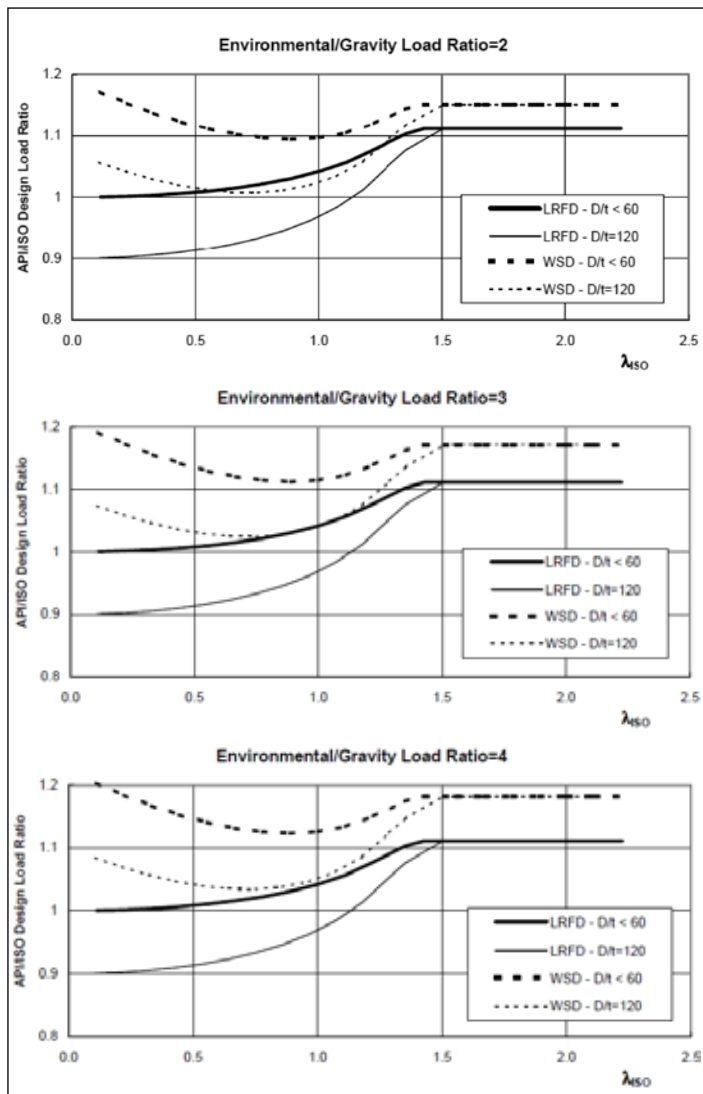 Environmental/Gravity Load Ratio=2
API/ISO Design Load Ratio
1.2
1.1
1
0.9
0.8
LRFD - D/t < 60
LRFD - D/t=120
WSD - D/t < 60
WSD - D/t=120
0.0 0.5 1.0 1.5 2.0 2.5
λISO
Environmental/Gravity Load Ratio=3
API/ISO Design Load Ratio
1.2
1.1
1
0.9
0.8
LRFD - D/t < 60
LRFD - D/t=120
WSD - D/t < 60
WSD - D/t=120
0.0 0.5 1.0 1.5 2.0 2.5
λISO
Environmental/Gravity Load Ratio=4
API/ISO Design Load Ratio
1.2
1.1
1
0.9
0.8
LRFD - D/t < 60
LRFD - D/t=120
WSD - D/t < 60
WSD - D/t=120
0.0 0.5 1.0 1.5 2.0 2.5
λISO